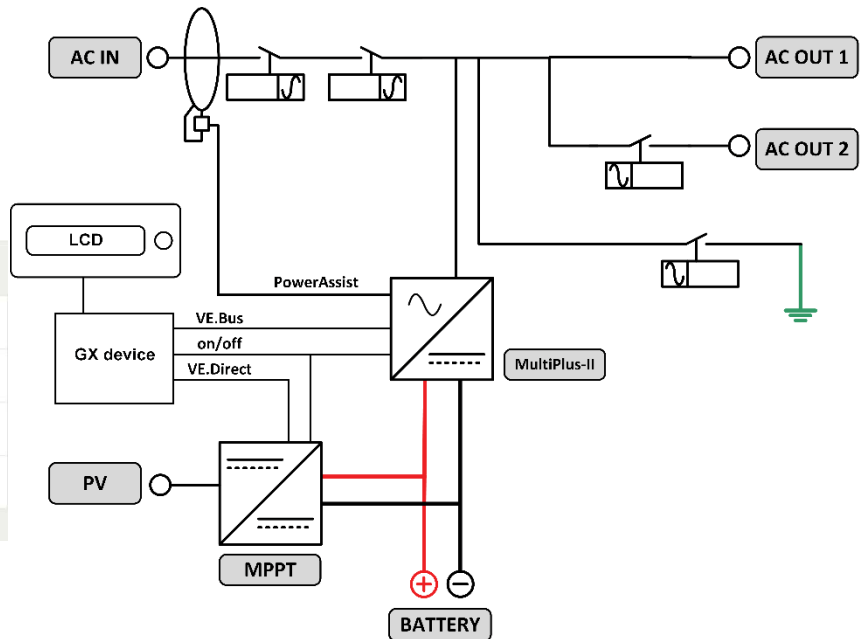 AC IN
AC OUT 1
AC OUT 2
LCD
PowerAssist
VE.Bus
on/off
VE.Direct
GX device
MultiPlus-II
PV
MPPT
BATTERY